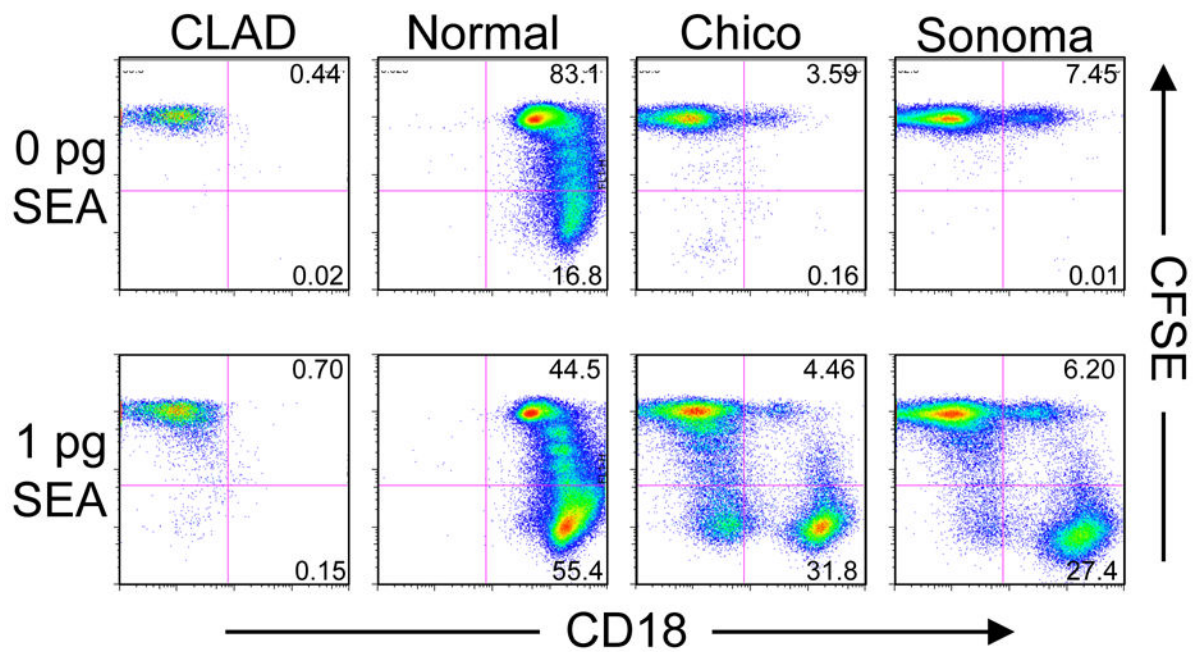 CLAD Normal Chico Sonoma
0 pg
SEA
0.44 83.1 3.59 7.45
0.02 16.8 0.16 0.01
CFSE
1 pg
SEA
0.70 44.5 4.46 6.20
0.15 55.4 31.8 27.4
CD18